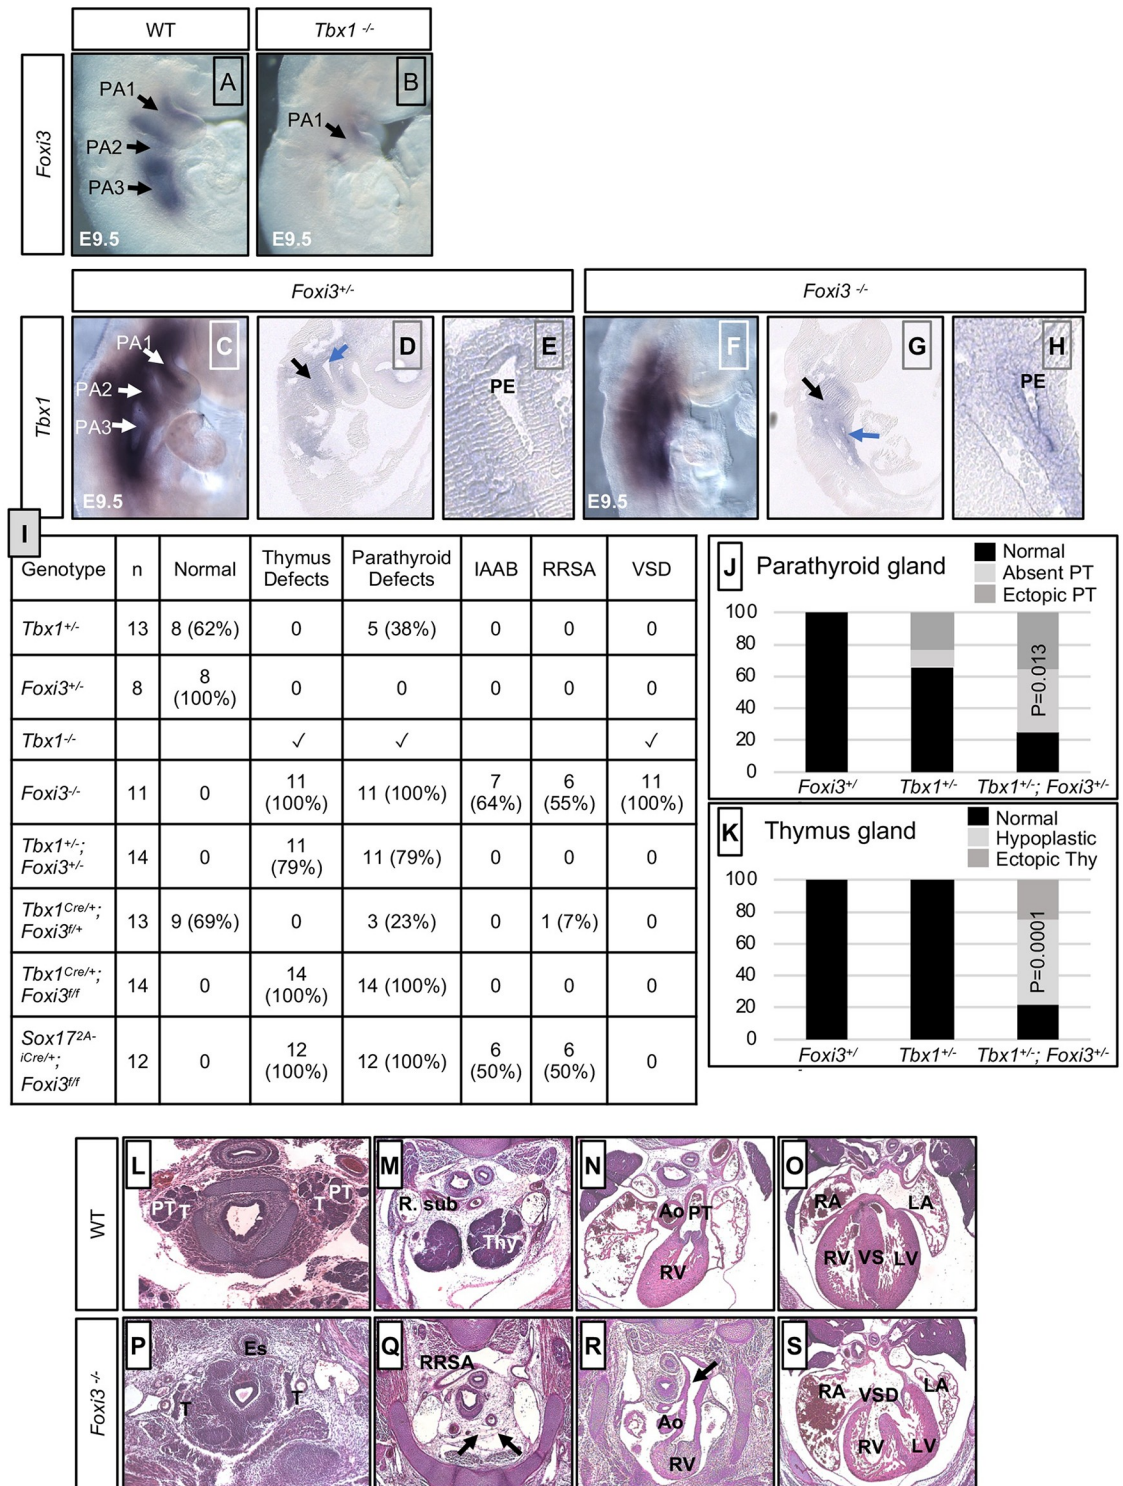 WT
Tbx1 -/-
Foxi3
A
PA1
PA2
PA3
E9.5
B
PA1
E9.5
Foxi3+/-
Foxi3 -/-
Tbx1
C
PA1
PA2
PA3
E9.5
D
E
PE
F
E9.5
G
H
PE
I
Genotype n Normal Thymus Defects Parathyroid Defects IAAB RRSA VSD
Tbx1+/- 13 8 (62%) 0 5 (38%) 0 0 0
Foxi3+/- 8 8 (100%) 0 0 0 0 0
Tbx1-/- ✓ ✓ ✓
Foxi3-/- 11 0 11 (100%) 11 (100%) 7 (64%) 6 (55%) 11 (100%)
Tbx1+/-; Foxi3+/- 14 0 11 (79%) 11 (79%) 0 0 0
Tbx1Cre/+; Foxi3f/+ 13 9 (69%) 0 3 (23%) 0 1 (7%) 0
Tbx1Cre/+; Foxi3f/f 14 0 14 (100%) 14 (100%) 0 0 0
Sox172A-iCre/+; Foxi3f/f 12 0 12 (100%) 12 (100%) 6 (50%) 6 (50%) 0
J Parathyroid gland
Normal
Absent PT
Ectopic PT
100
80
60
40
20
0
P=0.013
Foxi3+/ Tbx1+/- Tbx1+/-; Foxi3+/-
K Thymus gland
Normal
Hypoplastic
Ectopic Thy
100
80
60
40
20
0
P=0.0001
Foxi3+/ Tbx1+/- Tbx1+/-; Foxi3+/-
-
WT
L
PT T T PT
M
R. sub
Thy
N
Ao PT
RV
O
RA LA
RV VS LV
Foxi3 -/-
P
Es
T T
Q
RRSA
R
Ao
RV
S
RA VSD LA
RV LV